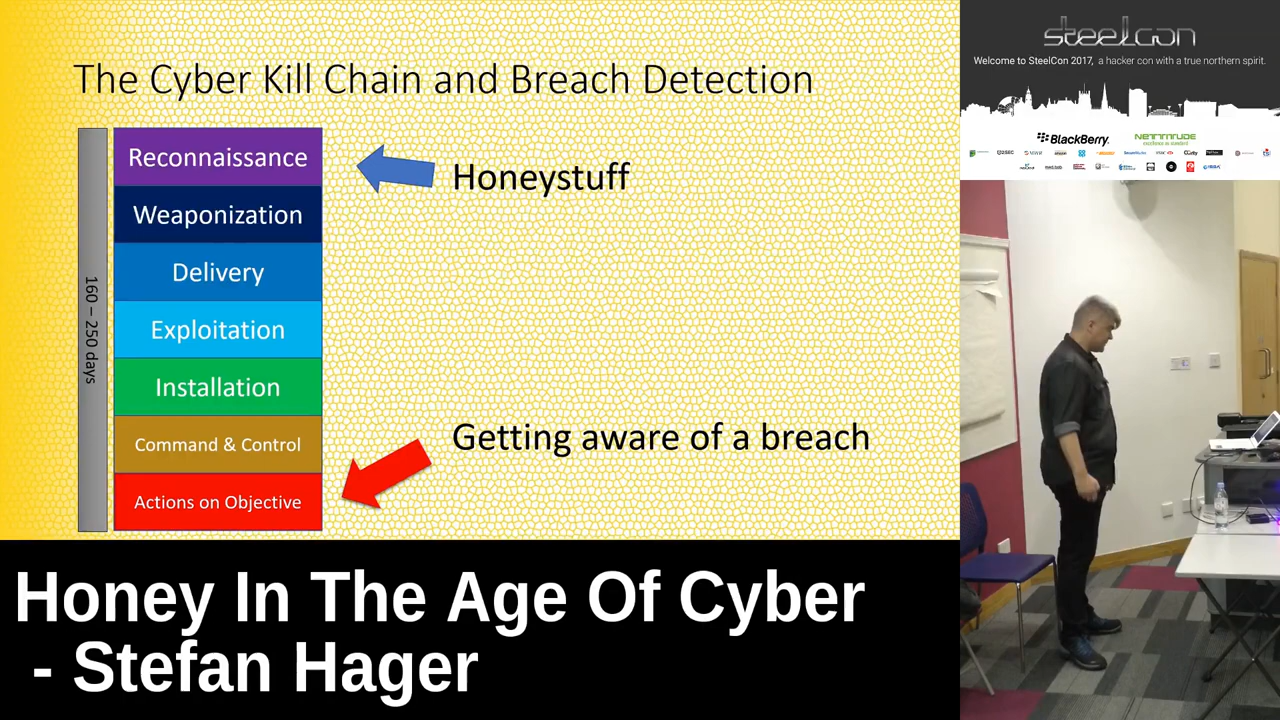 The Cyber Kill Chain and Breach Detection
160 – 250 days
Reconnaissance
Weaponization
Delivery
Exploitation
Installation
Command & Control
Actions on Objective
Honeystuff
Getting aware of a breach
Honey In The Age Of Cyber
- Stefan Hager
steelcon
Welcome to SteelCon 2017, a hacker con with a true northern spirit.
BlackBerry
NETTITUDE